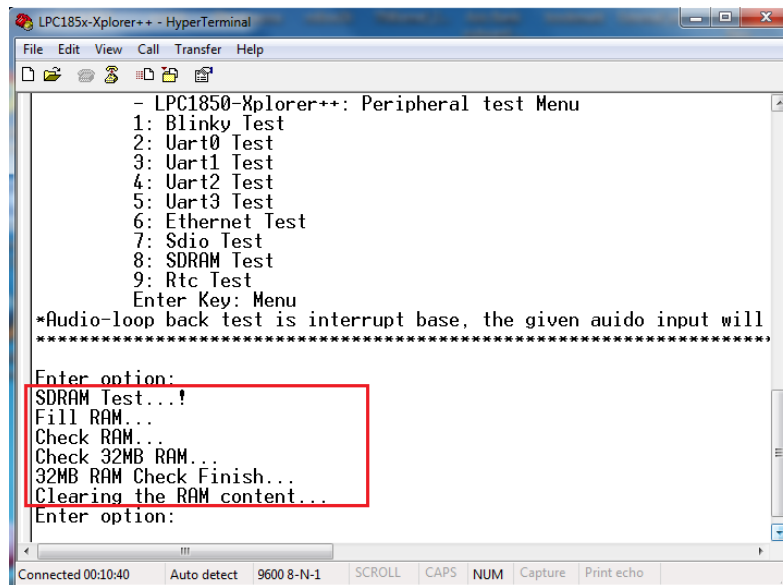 LPC185x-Xplorer++ - HyperTerminal
File Edit View Call Transfer Help
- LPC1850-Xplorer++: Peripheral test Menu
1: Blinky Test
2: Uart0 Test
3: Uart1 Test
4: Uart2 Test
5: Uart3 Test
6: Ethernet Test
7: Sdio Test
8: SDRAM Test
9: Rtc Test
Enter Key: Menu
*Audio-loop back test is interrupt base, the given auido input will
********************************************************************
Enter option:
SDRAM Test...!
Fill RAM...
Check RAM...
Check 32MB RAM...
32MB RAM Check Finish...
Clearing the RAM content...
Enter option:
Connected 00:10:40 Auto detect 9600 8-N-1 SCROLL CAPS NUM Capture Print echo